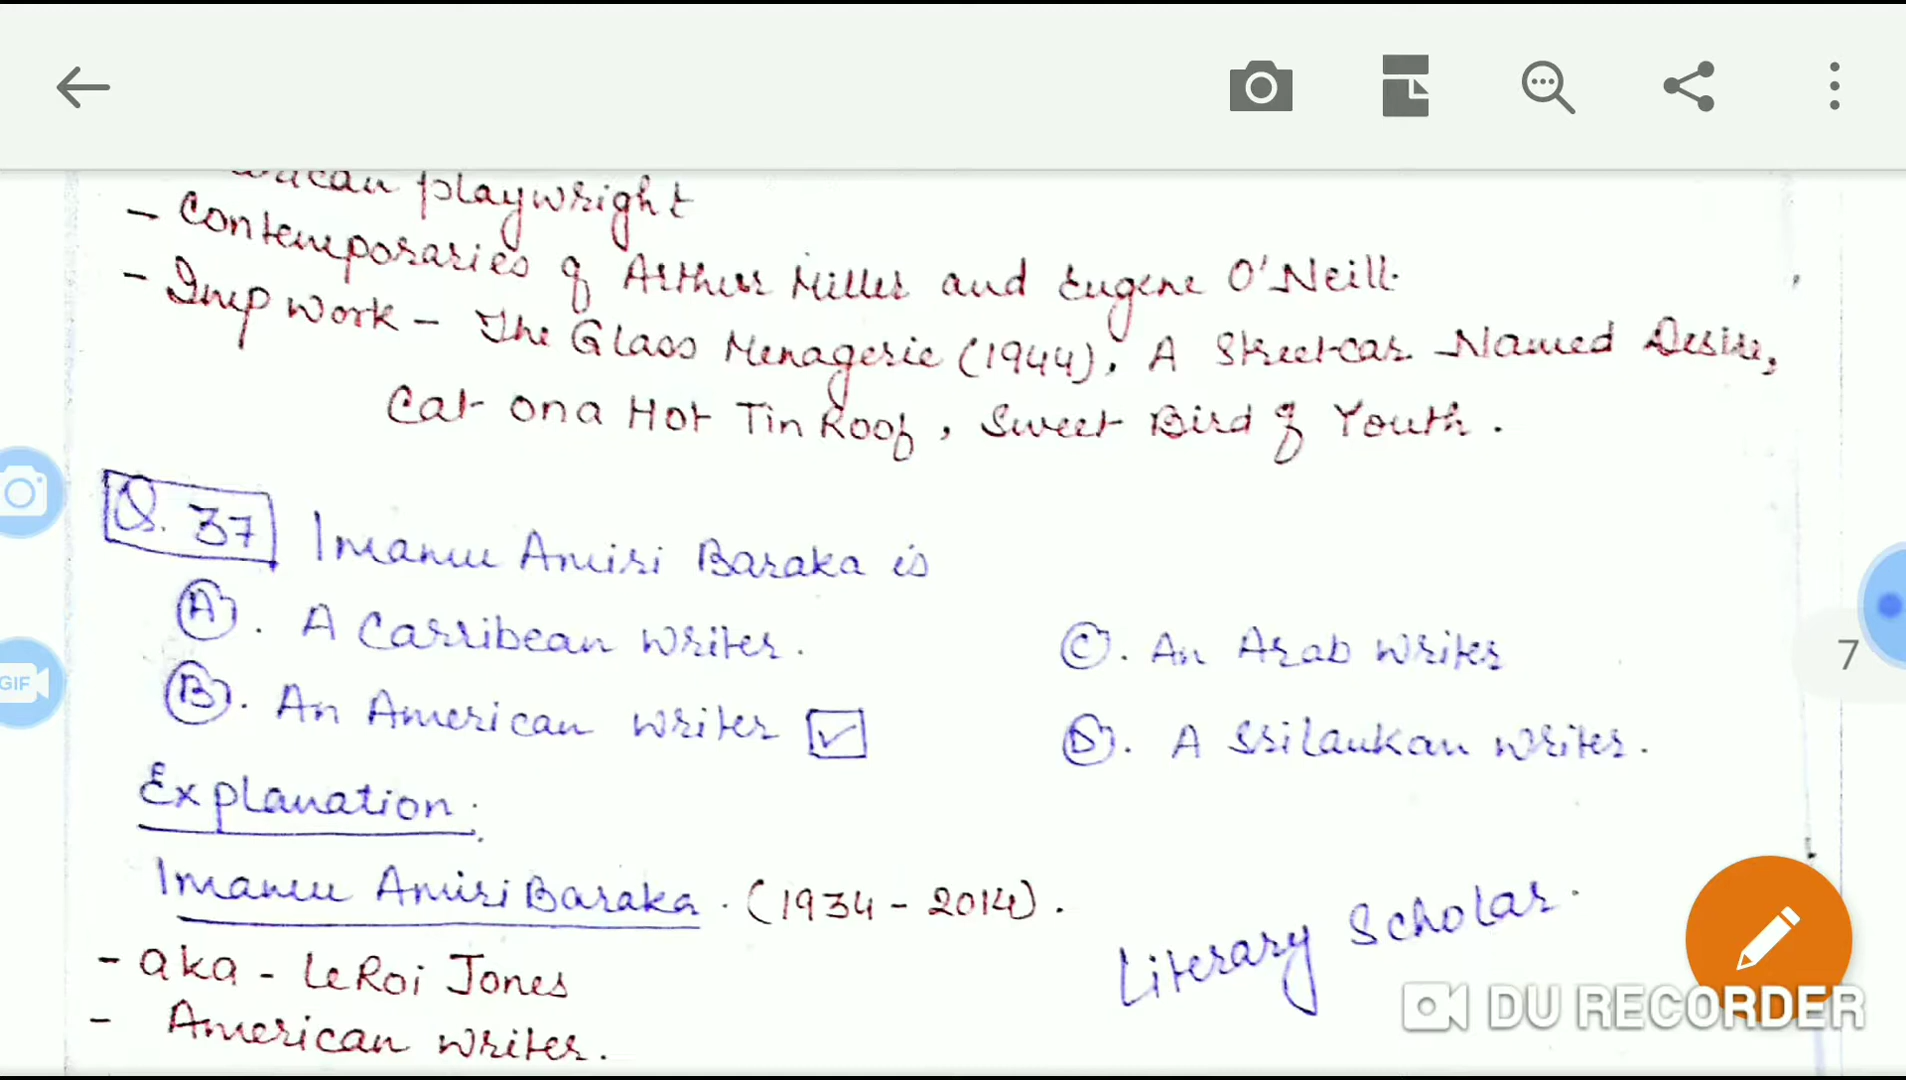 playwright
- Contemporaries of Arthur Miller and Eugene O'Neill.
- Imp work - The Glass Menagerie (1944), A Streetcar Named Desire,
Cat on a Hot Tin Roof, Sweet Bird of Youth.
Q. 37 Imamu Amiri Baraka is
(A). A Carribean writer.
(C). An Arab writer
7
(B). An American writer ✓
(D). A Srilankan writer.
GIF
Explanation:
Imamu Amiri Baraka. (1934 - 2014).
Literary Scholar.
- aka - LeRoi Jones
- American writer.
DU RECORDER